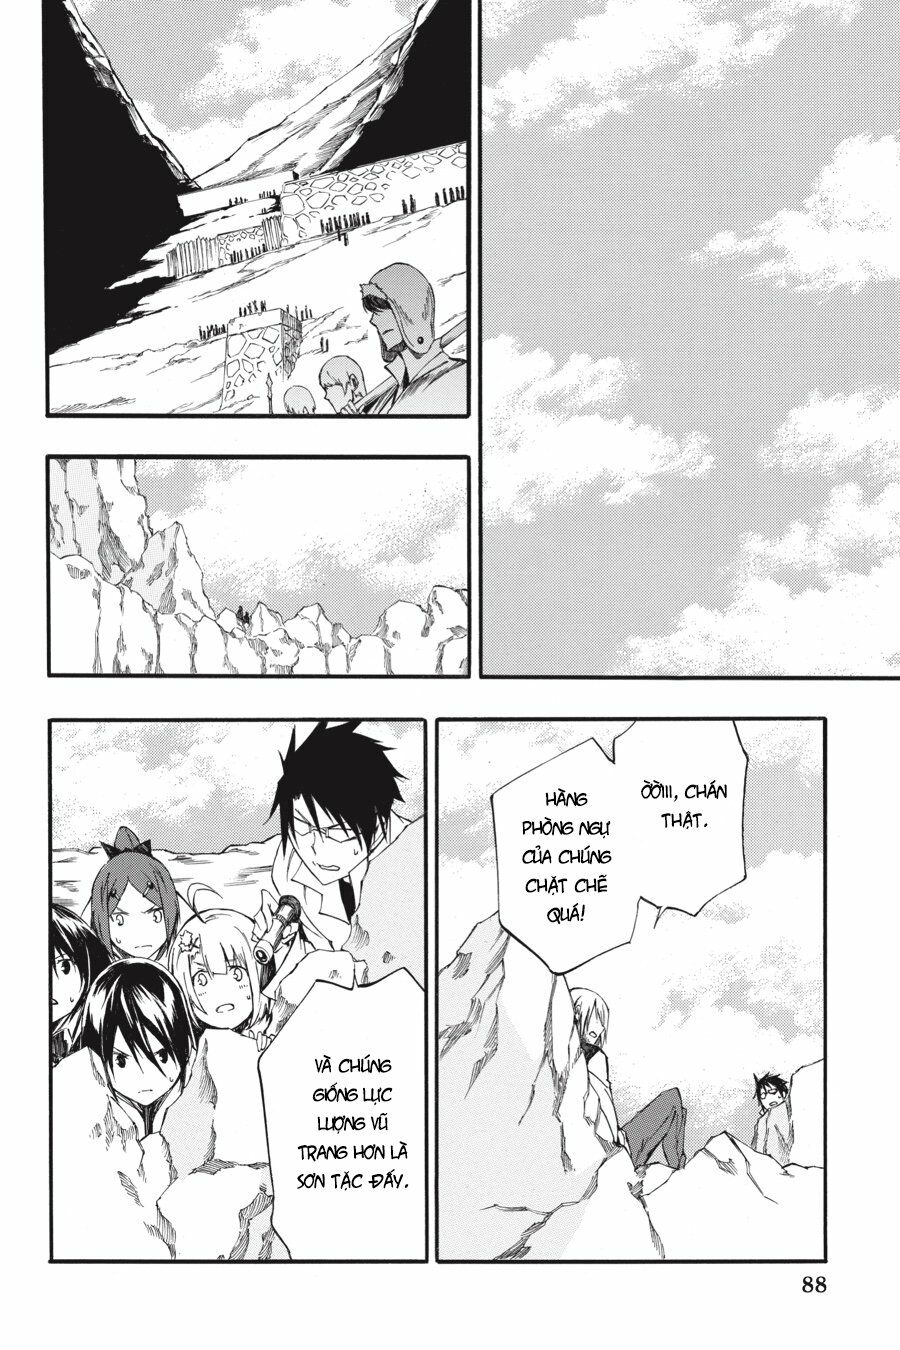 ỜỜIII, CHÁN
THẬT.
HÀNG
PHÒNG NGỰ
CỦA CHÚNG
CHẶT CHẼ
QUÁ!
VÀ CHÚNG
GIỐNG LỰC
LƯỢNG VŨ
TRANG HƠN LÀ
SƠN TẶC ĐẤY.
88